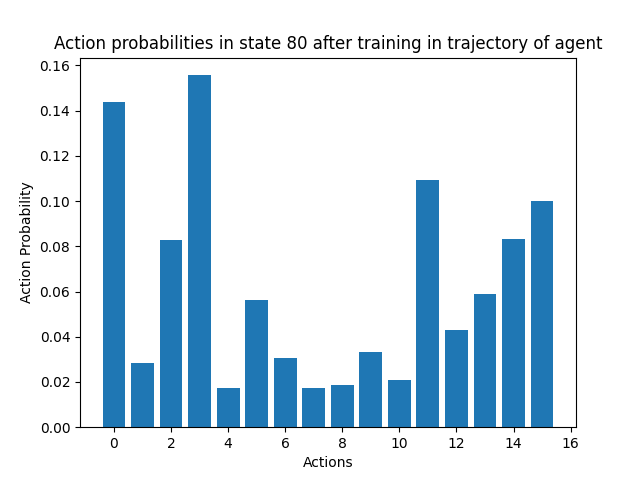 Action probabilities in state 80 after training in trajectory of agent
0.16
0.14
0.12
0.10
0.08
0.06
0.04
0.02
0.00
Action Probability
0 2 4 6 8 10 12 14 16
Actions